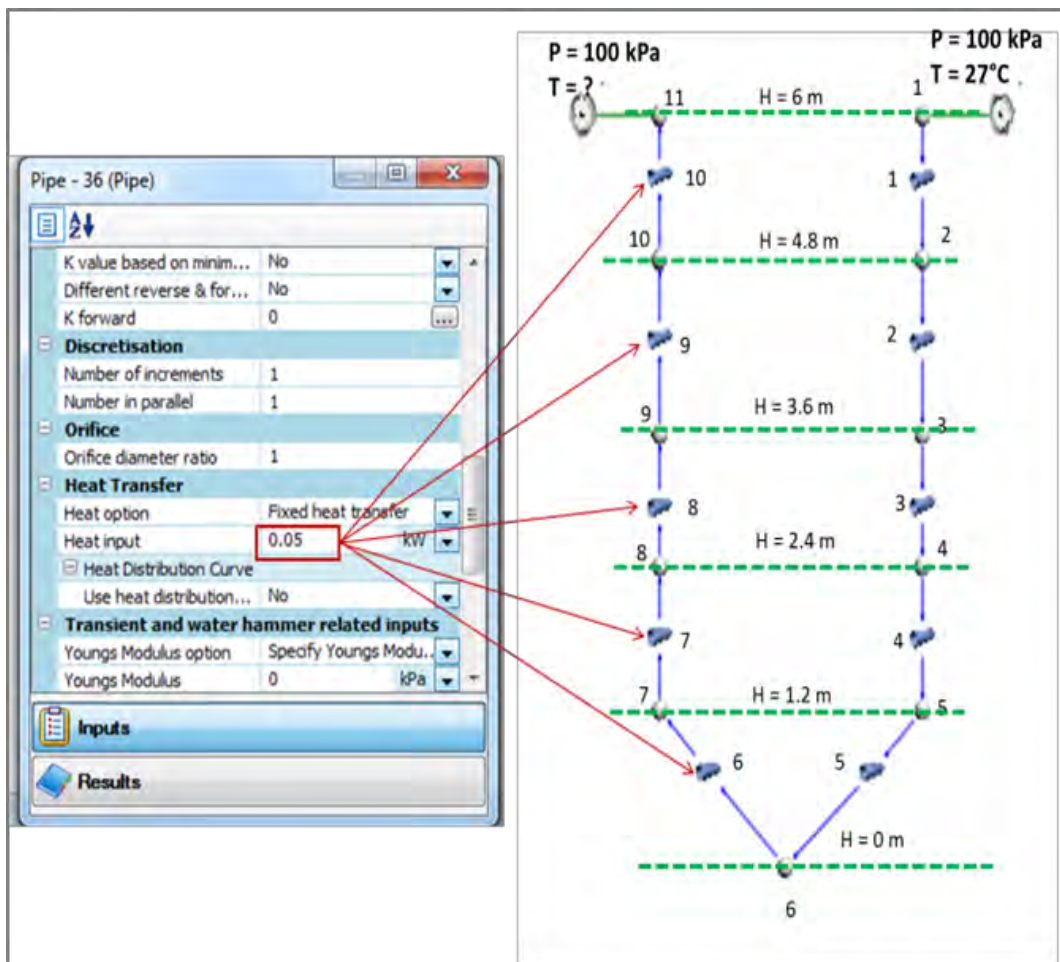 Pipe - 36 (Pipe)
K value based on minim... No
Different reverse & for... No
K forward 0 ...
Discretisation
Number of increments 1
Number in parallel 1
Orifice
Orifice diameter ratio 1
Heat Transfer
Heat option Fixed heat transfer
Heat input 0.05 kW
Heat Distribution Curve
Use heat distribution... No
Transient and water hammer related inputs
Youngs Modulus option Specify Youngs Modu..
Youngs Modulus 0 kPa
Inputs
Results
P = 100 kPa
T = ?
P = 100 kPa
T = 27°C
11 H = 6 m 1
10 1
10 H = 4.8 m 2
9 2
9 H = 3.6 m 3
8 3
8 H = 2.4 m 4
7 4
7 H = 1.2 m 5
6 5
H = 0 m
6